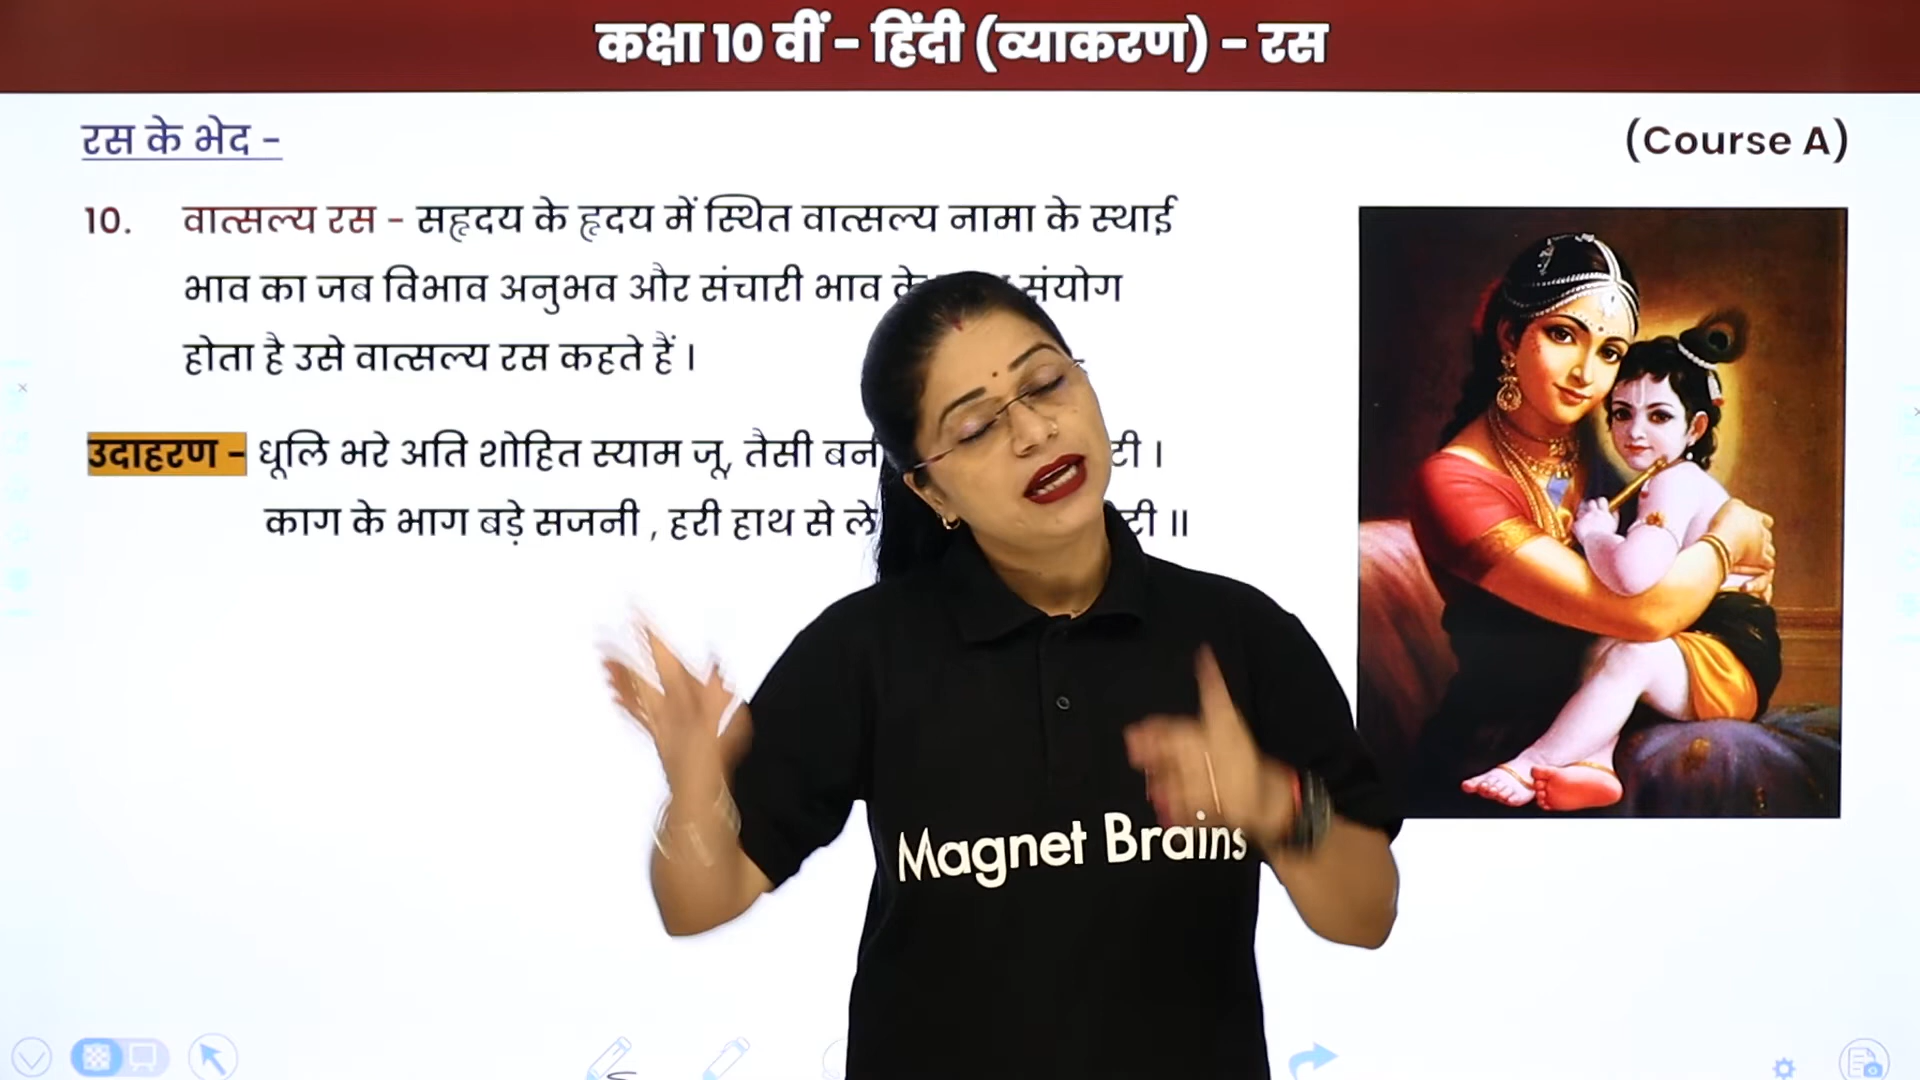 कक्षा 10 वीं - हिंदी (व्याकरण) - रस
रस के भेद -
(Course A)
10. वात्सल्य रस - सहृदय के हृदय में स्थित वात्सल्य नामा के स्थाई
भाव का जब विभाव अनुभव और संचारी भाव के संयोग
होता है उसे वात्सल्य रस कहते हैं ।
उदाहरण - धूलि भरे अति शोहित स्याम जू, तैसी
काग के भाग बड़े सजनी , हरी हाथ से ॥
Magnet Brains